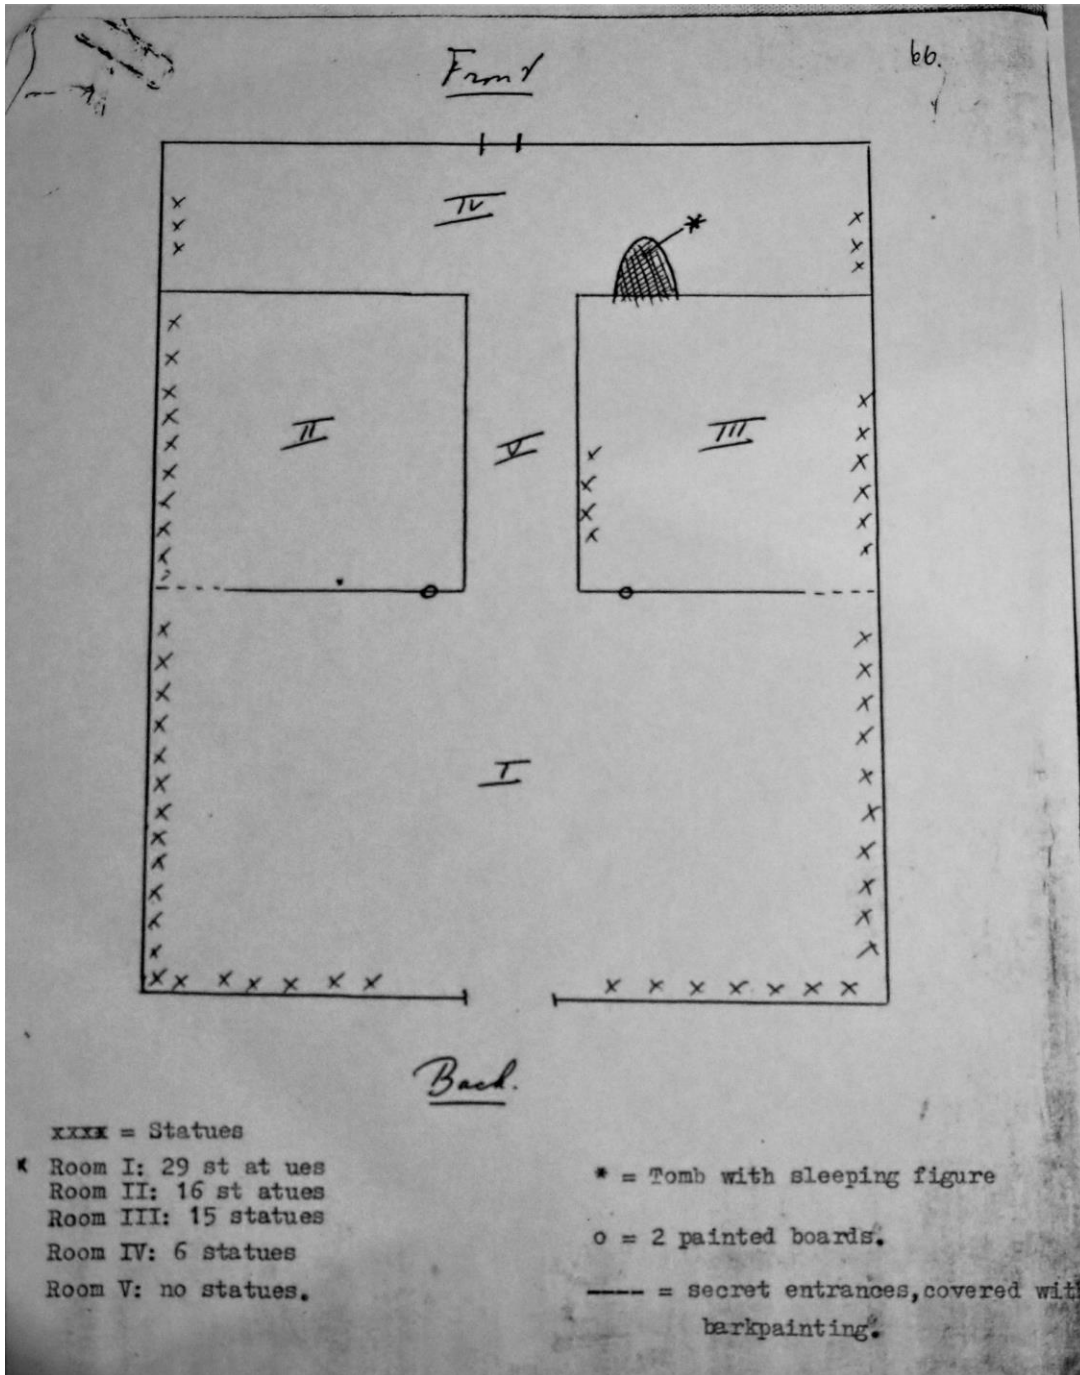 Front
66.
IV
*
II
V
III
I
Back.
xxxx = Statues
Room I: 29 st at ues
Room II: 16 st atues
Room III: 15 statues
Room IV: 6 statues
Room V: no statues.
* = Tomb with sleeping figure
o = 2 painted boards.
---- = secret entrances,covered with
barkpainting.